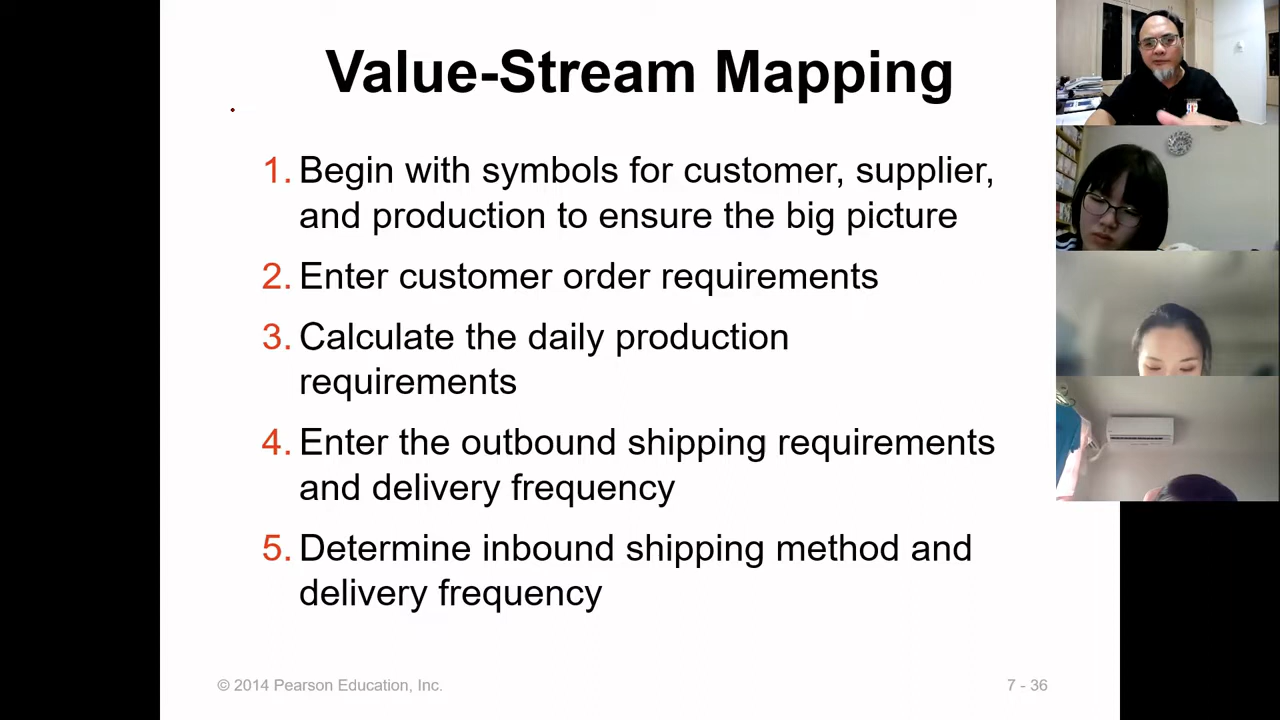 Value-Stream Mapping
1. Begin with symbols for customer, supplier,
and production to ensure the big picture
2. Enter customer order requirements
3. Calculate the daily production
requirements
4. Enter the outbound shipping requirements
and delivery frequency
5. Determine inbound shipping method and
delivery frequency
© 2014 Pearson Education, Inc.
7 - 36